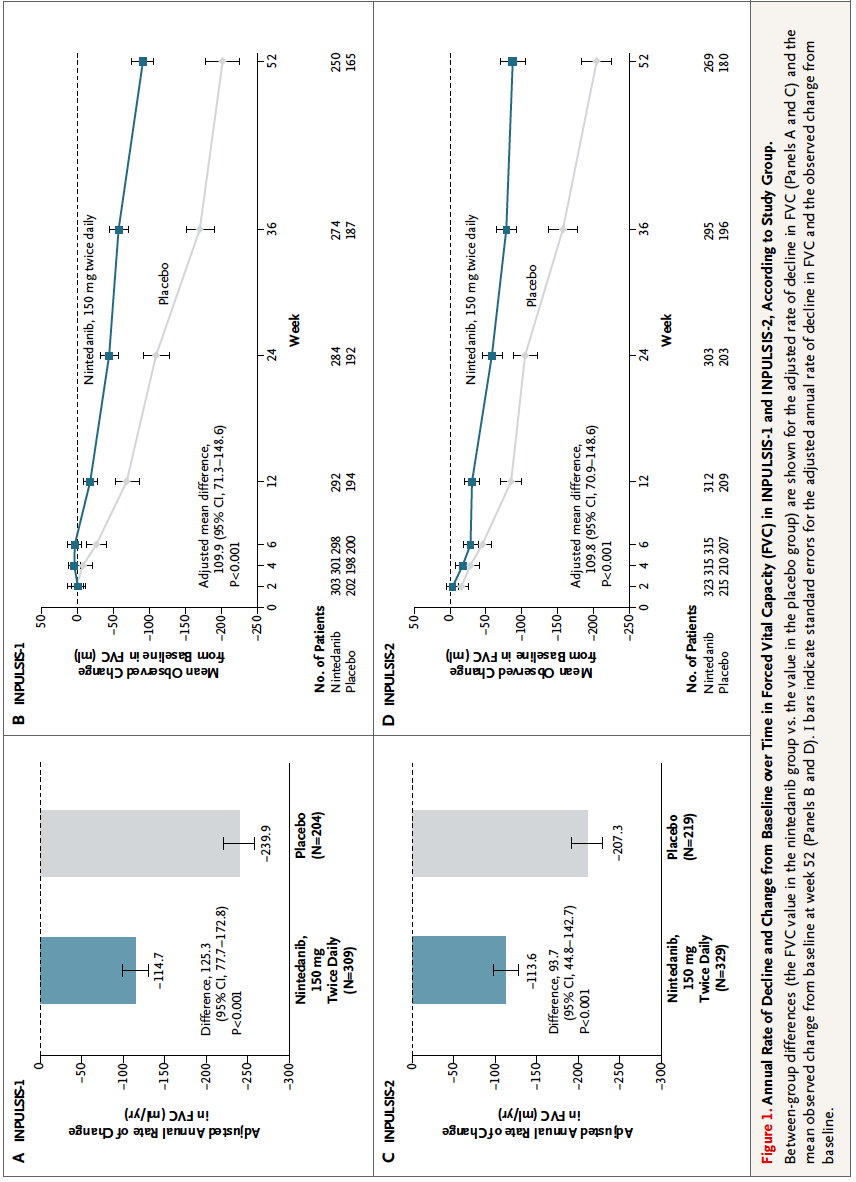 A INPULSIS-1
Adjusted Annual Rate of Change
in FVC (ml/yr)
0
−50
−100
−150
−200
−250
−300
−114.7
−239.9
Difference, 125.3
(95% CI, 77.7–172.8)
P<0.001
Nintedanib,
150 mg
Twice Daily
(N=309)
Placebo
(N=204)
B INPULSIS-1
Mean Observed Change
from Baseline in FVC (ml)
50
0
−50
−100
−150
−200
−250
Nintedanib, 150 mg twice daily
Placebo
Adjusted mean difference,
109.9 (95% CI, 71.3–148.6)
P<0.001
0 2 4 6 12 24 36 52
Week
No. of Patients
Nintedanib 303 301 298 292 284 274 250
Placebo 202 198 200 194 192 187 165
C INPULSIS-2
Adjusted Annual Rate of Change
in FVC (ml/yr)
0
−50
−100
−150
−200
−250
−300
−113.6
−207.3
Difference, 93.7
(95% CI, 44.8–142.7)
P<0.001
Nintedanib,
150 mg
Twice Daily
(N=329)
Placebo
(N=219)
D INPULSIS-2
Mean Observed Change
from Baseline in FVC (ml)
50
0
−50
−100
−150
−200
−250
Nintedanib, 150 mg twice daily
Placebo
Adjusted mean difference,
109.8 (95% CI, 70.9–148.6)
P<0.001
0 2 4 6 12 24 36 52
Week
No. of Patients
Nintedanib 323 315 315 312 303 295 269
Placebo 215 210 207 209 203 196 180
Figure 1. Annual Rate of Decline and Change from Baseline over Time in Forced Vital Capacity (FVC) in INPULSIS-1 and INPULSIS-2, According to Study Group.
Between-group differences (the FVC value in the nintedanib group vs. the value in the placebo group) are shown for the adjusted rate of decline in FVC (Panels A and C) and the
mean observed change from baseline at week 52 (Panels B and D). I bars indicate standard errors for the adjusted annual rate of decline in FVC and the observed change from
baseline.